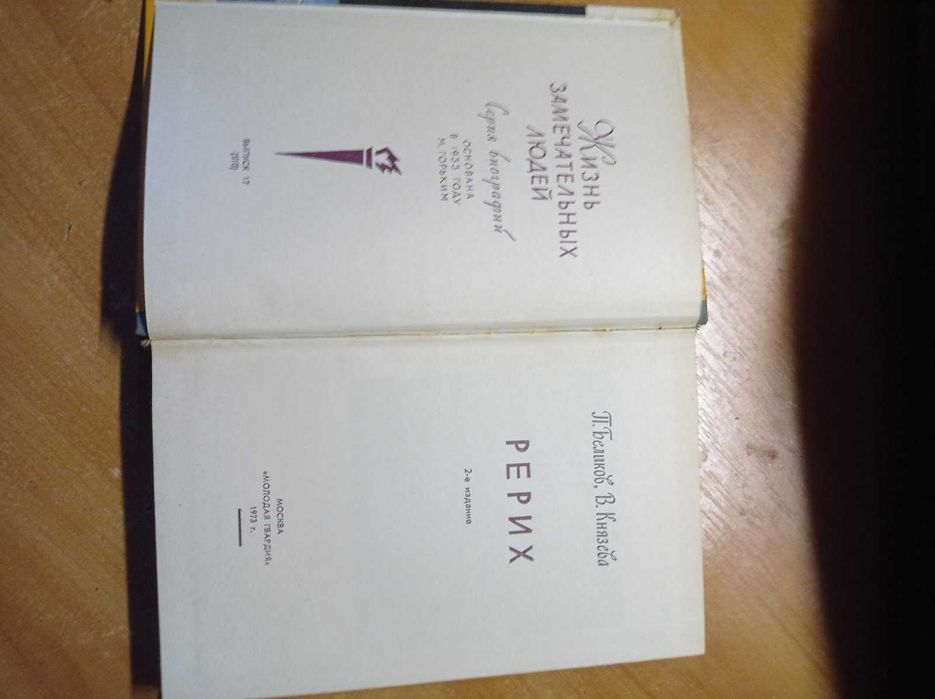 Жизнь
замечательных
людей
Серия биографий
ОСНОВАНА
В 1933 ГОДУ
М. ГОРЬКИМ
ВЫПУСК 17
(510)
П. Беликов, В. Князева
РЕРИХ
2-е издание
МОСКВА
«МОЛОДАЯ ГВАРДИЯ»
1973 г.